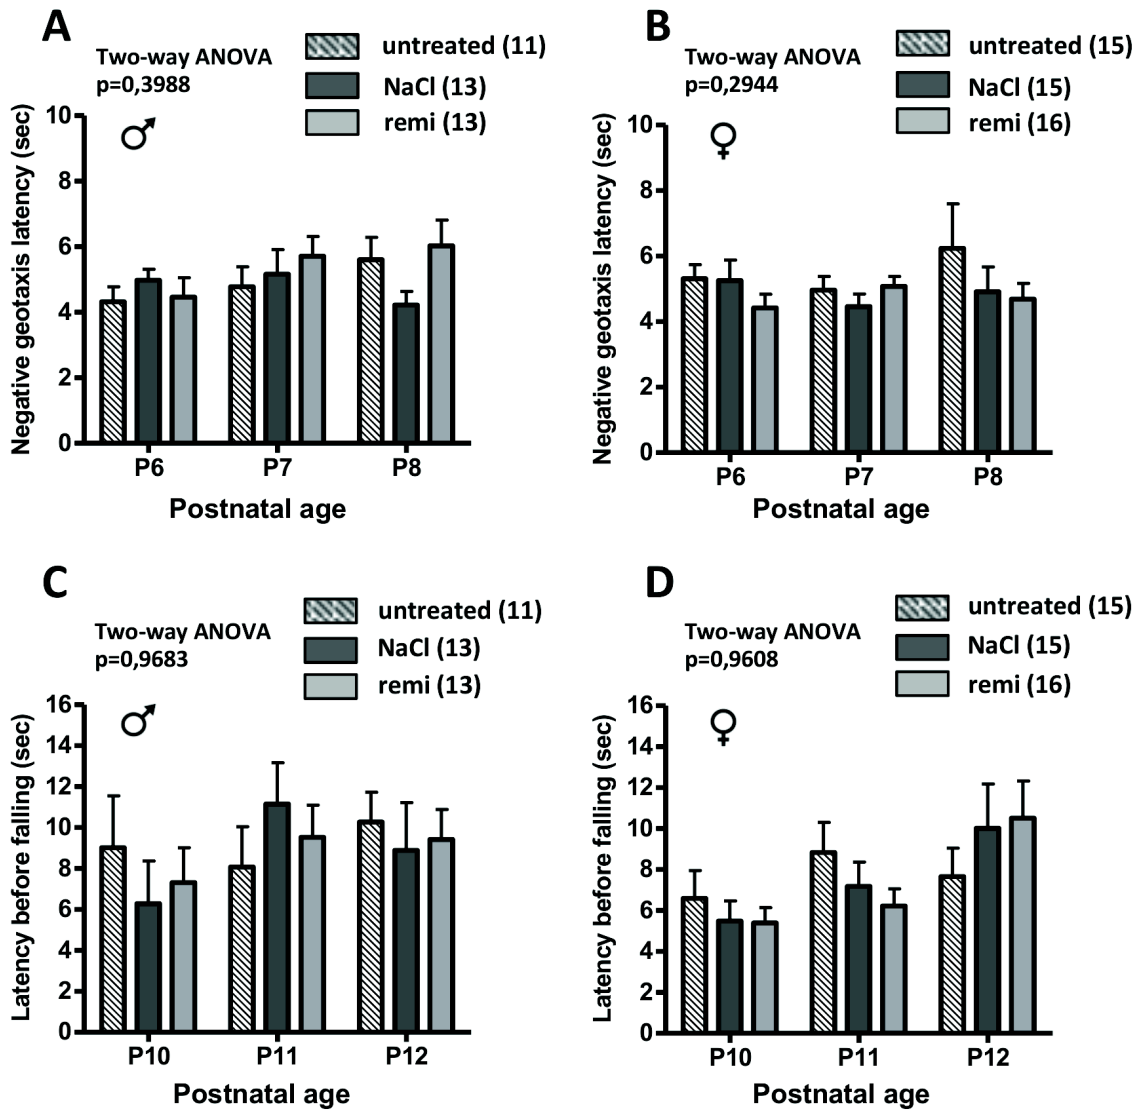 A
Two-way ANOVA
p=0,3988
untreated (11)
NaCl (13)
remi (13)
Negative geotaxis latency (sec)
10
8
6
4
2
0
P6 P7 P8
Postnatal age
B
Two-way ANOVA
p=0,2944
untreated (15)
NaCl (15)
remi (16)
Negative geotaxis latency (sec)
10
8
6
4
2
0
P6 P7 P8
Postnatal age
C
Two-way ANOVA
p=0,9683
untreated (11)
NaCl (13)
remi (13)
Latency before falling (sec)
16
14
12
10
8
6
4
2
0
P10 P11 P12
Postnatal age
D
Two-way ANOVA
p=0,9608
untreated (15)
NaCl (15)
remi (16)
Latency before falling (sec)
16
14
12
10
8
6
4
2
0
P10 P11 P12
Postnatal age